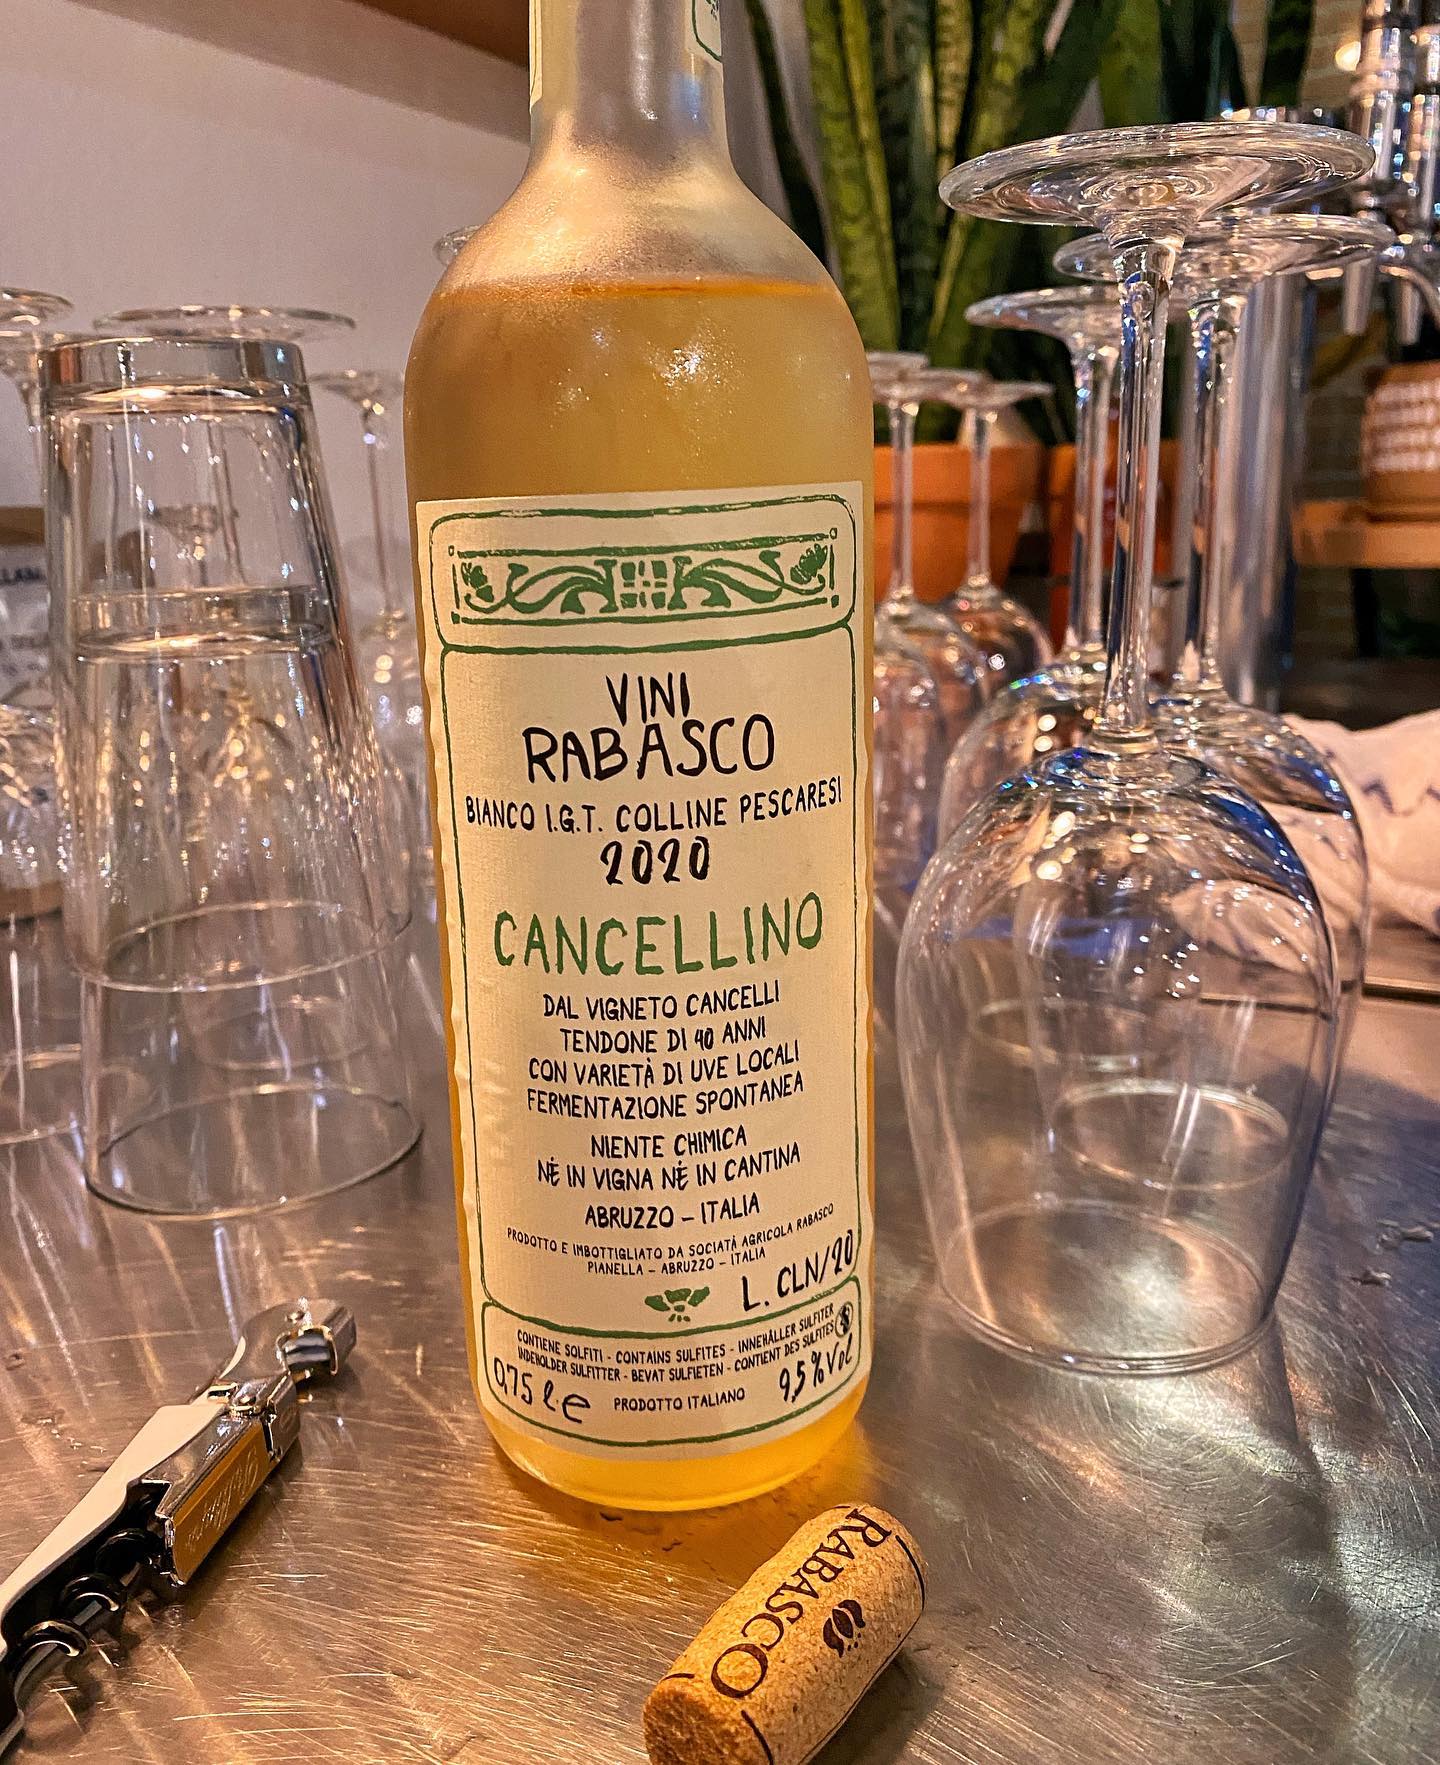 VINI
RABASCO
BIANCO I.G.T. COLLINE PESCARESI
2020
CANCELLINO
DAL VIGNETO CANCELLI
TENDONE DI 40 ANNI
CON VARIETÀ DI UVE LOCALI
FERMENTAZIONE SPONTANEA
NIENTE CHIMICA
NÈ IN VIGNA NÈ IN CANTINA
ABRUZZO – ITALIA
PRODOTTO E IMBOTTIGLIATO DA SOCIATÀ AGRICOLA RABASCO
PIANELLA – ABRUZZO – ITALIA
L. CLN/20
CONTIENE SOLFITI - CONTAINS SULFITES - INNEHÅLLER SULFITER
INDEHOLDER SULFITTER - BEVAT SULFIETEN - CONTIENT DES SULFITES
0,75 l. e PRODOTTO ITALIANO 9,5% Vol
RABASCO